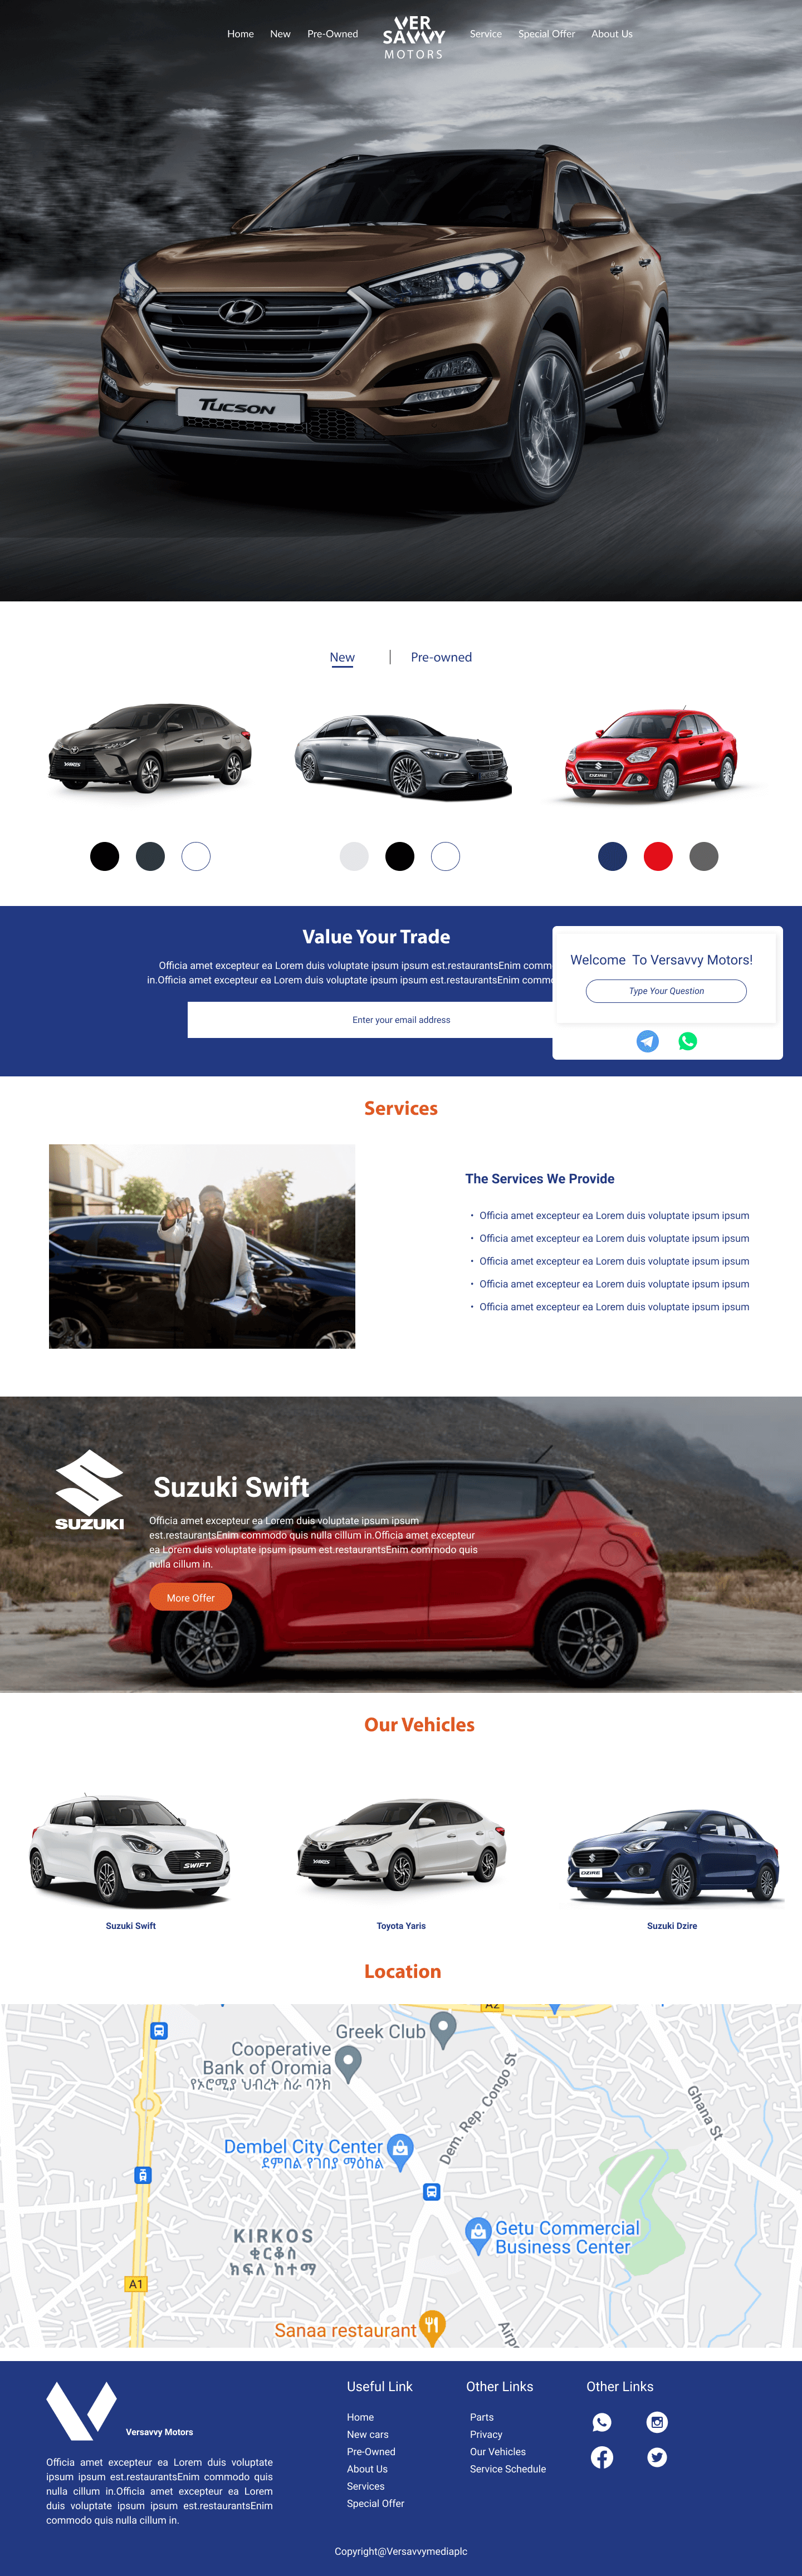 Home New Pre-Owned
VER
SAVVY
MOTORS
Service Special Offer About Us
TUCSON
New | Pre-owned
YARIS
DZIRE
Value Your Trade
Officia amet excepteur ea Lorem duis voluptate ipsum ipsum est.restaurantsEnim comm
in.Officia amet excepteur ea Lorem duis voluptate ipsum ipsum est.restaurantsEnim commo
Enter your email address
Welcome To Versavvy Motors!
Type Your Question
Services
The Services We Provide
• Officia amet excepteur ea Lorem duis voluptate ipsum ipsum
• Officia amet excepteur ea Lorem duis voluptate ipsum ipsum
• Officia amet excepteur ea Lorem duis voluptate ipsum ipsum
• Officia amet excepteur ea Lorem duis voluptate ipsum ipsum
• Officia amet excepteur ea Lorem duis voluptate ipsum ipsum
SUZUKI
Suzuki Swift
Officia amet excepteur ea Lorem duis voluptate ipsum ipsum
est.restaurantsEnim commodo quis nulla cillum in.Officia amet excepteur
ea Lorem duis voluptate ipsum ipsum est.restaurantsEnim commodo quis
nulla cillum in.
More Offer
Our Vehicles
SWIFT
YARIS
DZIRE
Suzuki Swift
Toyota Yaris
Suzuki Dzire
Location
A2
Greek Club
Cooperative
Bank of Oromia
የኦሮሚያ ህብረት ስራ ባንክ
Dem. Rep. Congo St
Ghana St
Dembel City Center
ደምበል የገበያ ማዕከል
Getu Commercial
Business Center
KIRKOS
ቂርቆስ
ክፍለ ከተማ
A1
Sanaa restaurant
Airpo
Versavvy Motors
Officia amet excepteur ea Lorem duis voluptate
ipsum ipsum est.restaurantsEnim commodo quis
nulla cillum in.Officia amet excepteur ea Lorem
duis voluptate ipsum ipsum est.restaurantsEnim
commodo quis nulla cillum in.
Useful Link
Home
New cars
Pre-Owned
About Us
Services
Special Offer
Other Links
Parts
Privacy
Our Vehicles
Service Schedule
Other Links
Copyright@Versavvymediaplc